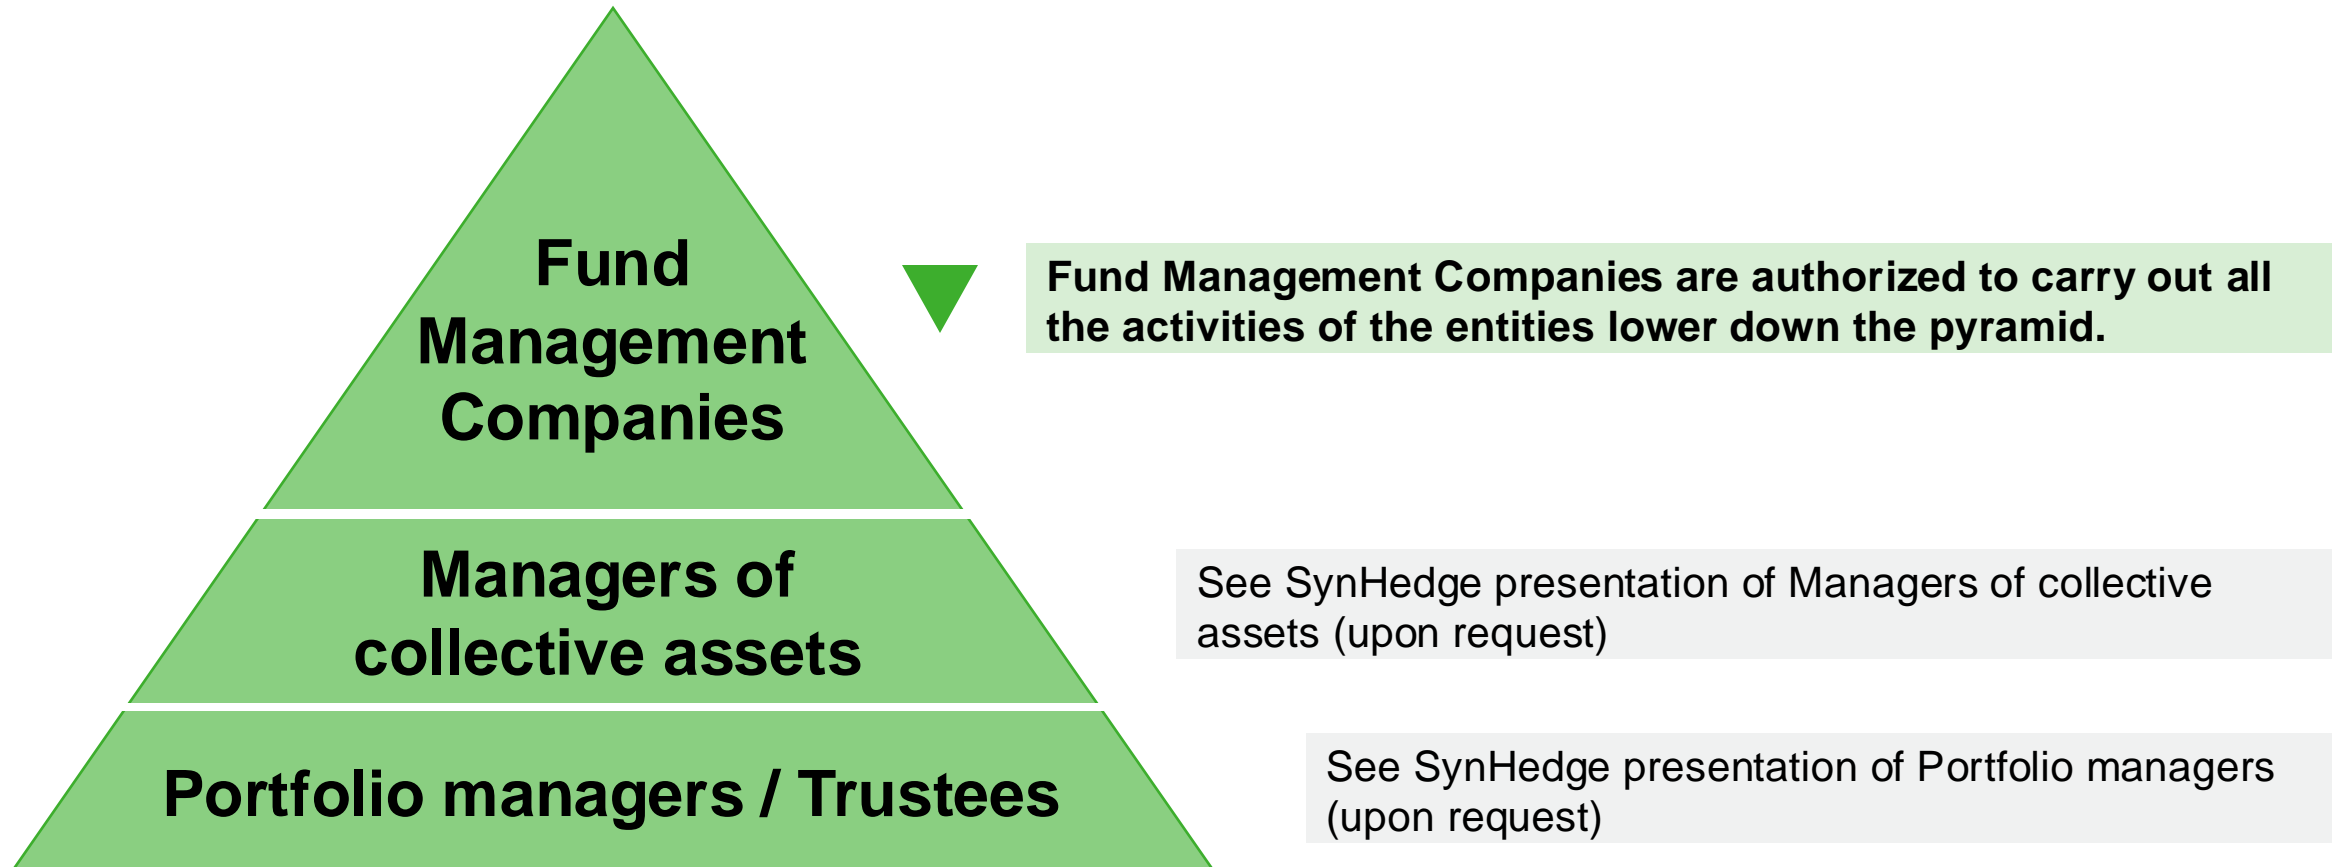 Fund
Management
Companies
Fund Management Companies are authorized to carry out all
the activities of the entities lower down the pyramid.
Managers of
collective assets
See SynHedge presentation of Managers of collective
assets (upon request)
Portfolio managers / Trustees
See SynHedge presentation of Portfolio managers
(upon request)